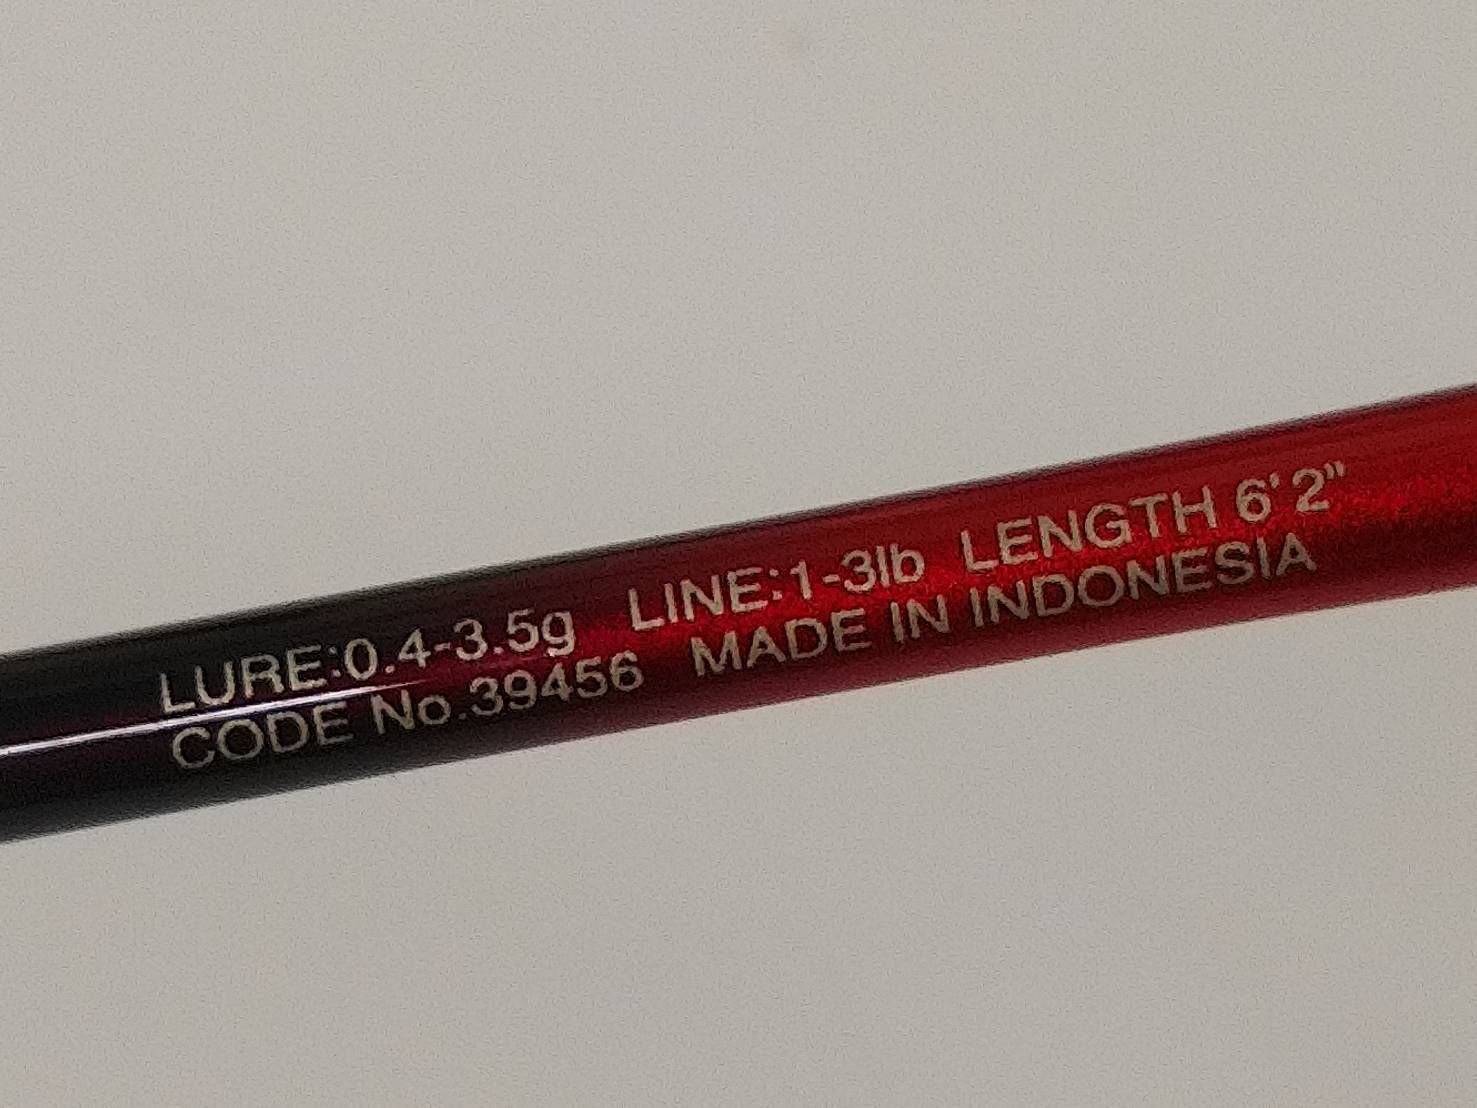 LURE:0.4-3.5g LINE:1-3lb LENGTH 6'2"
CODE No.39456 MADE IN INDONESIA